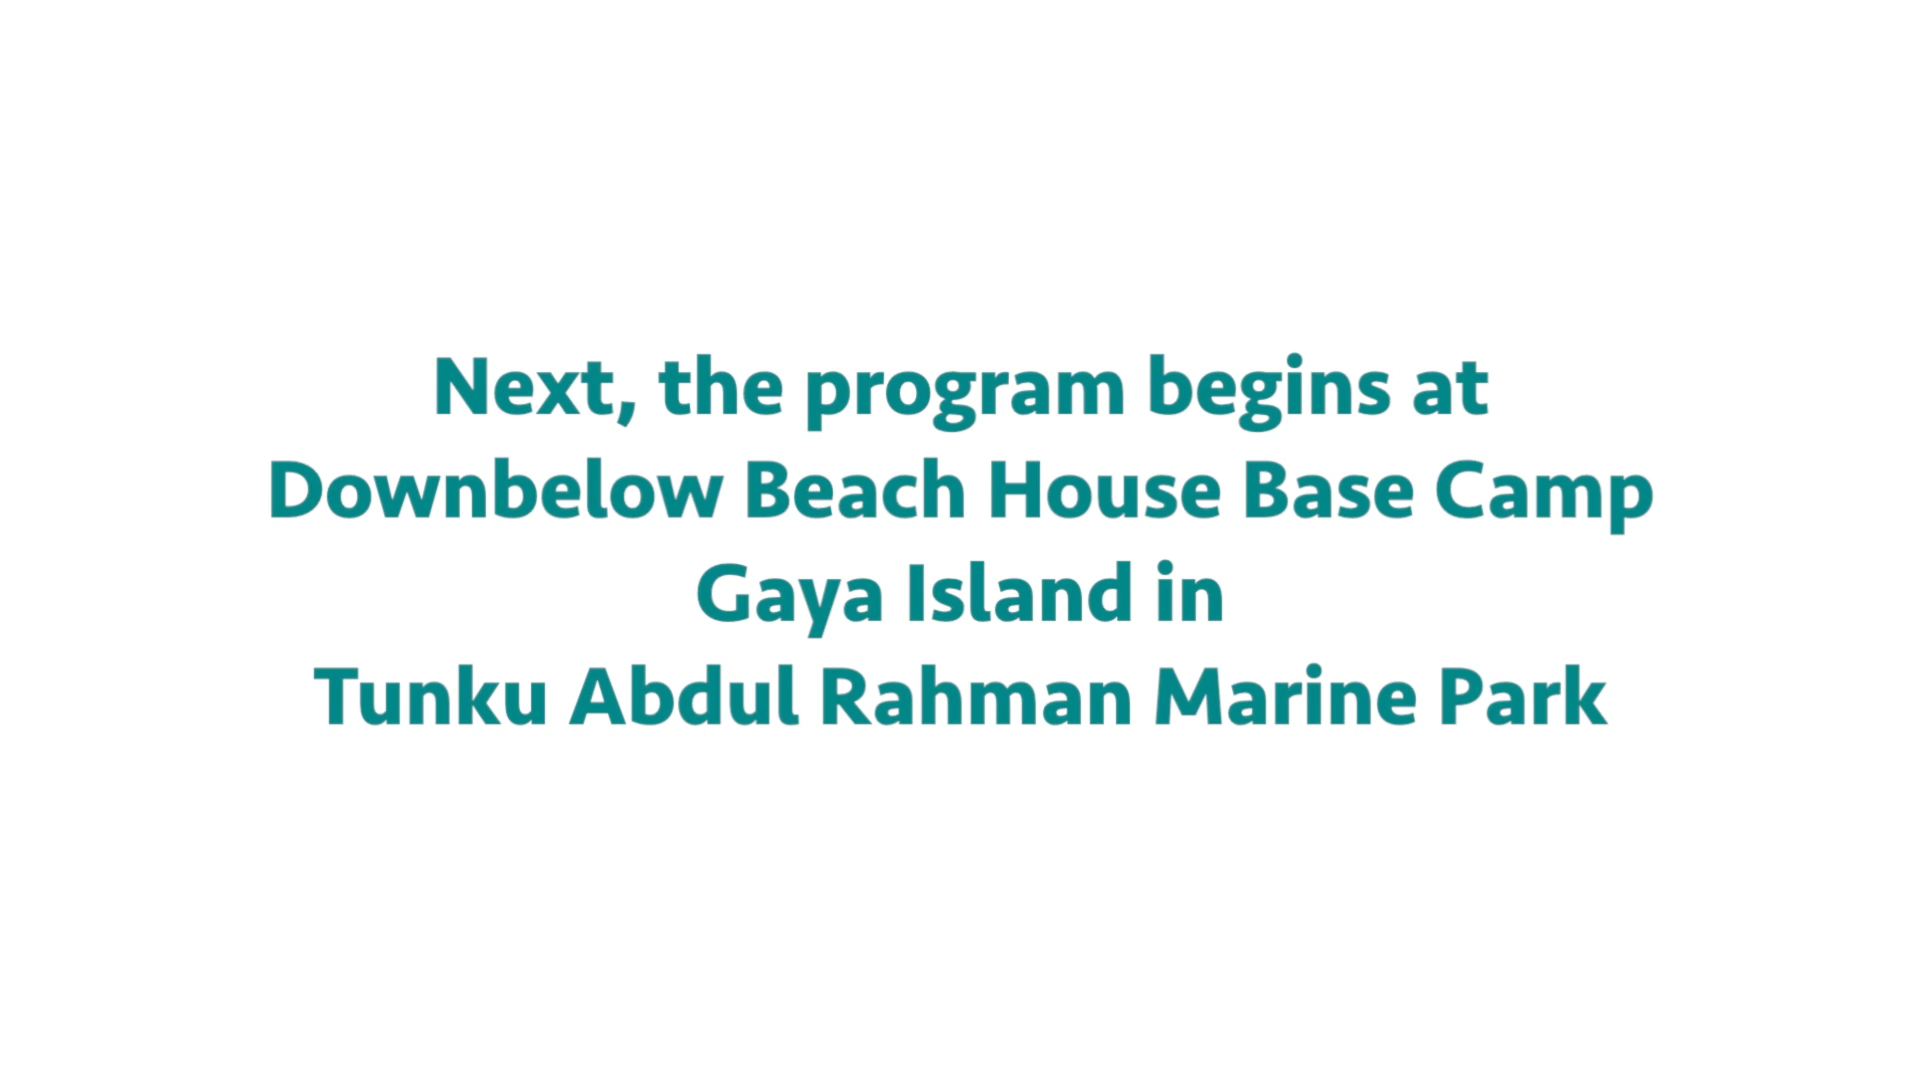 Next, the program begins at
Downbelow Beach House Base Camp
Gaya Island in
Tunku Abdul Rahman Marine Park